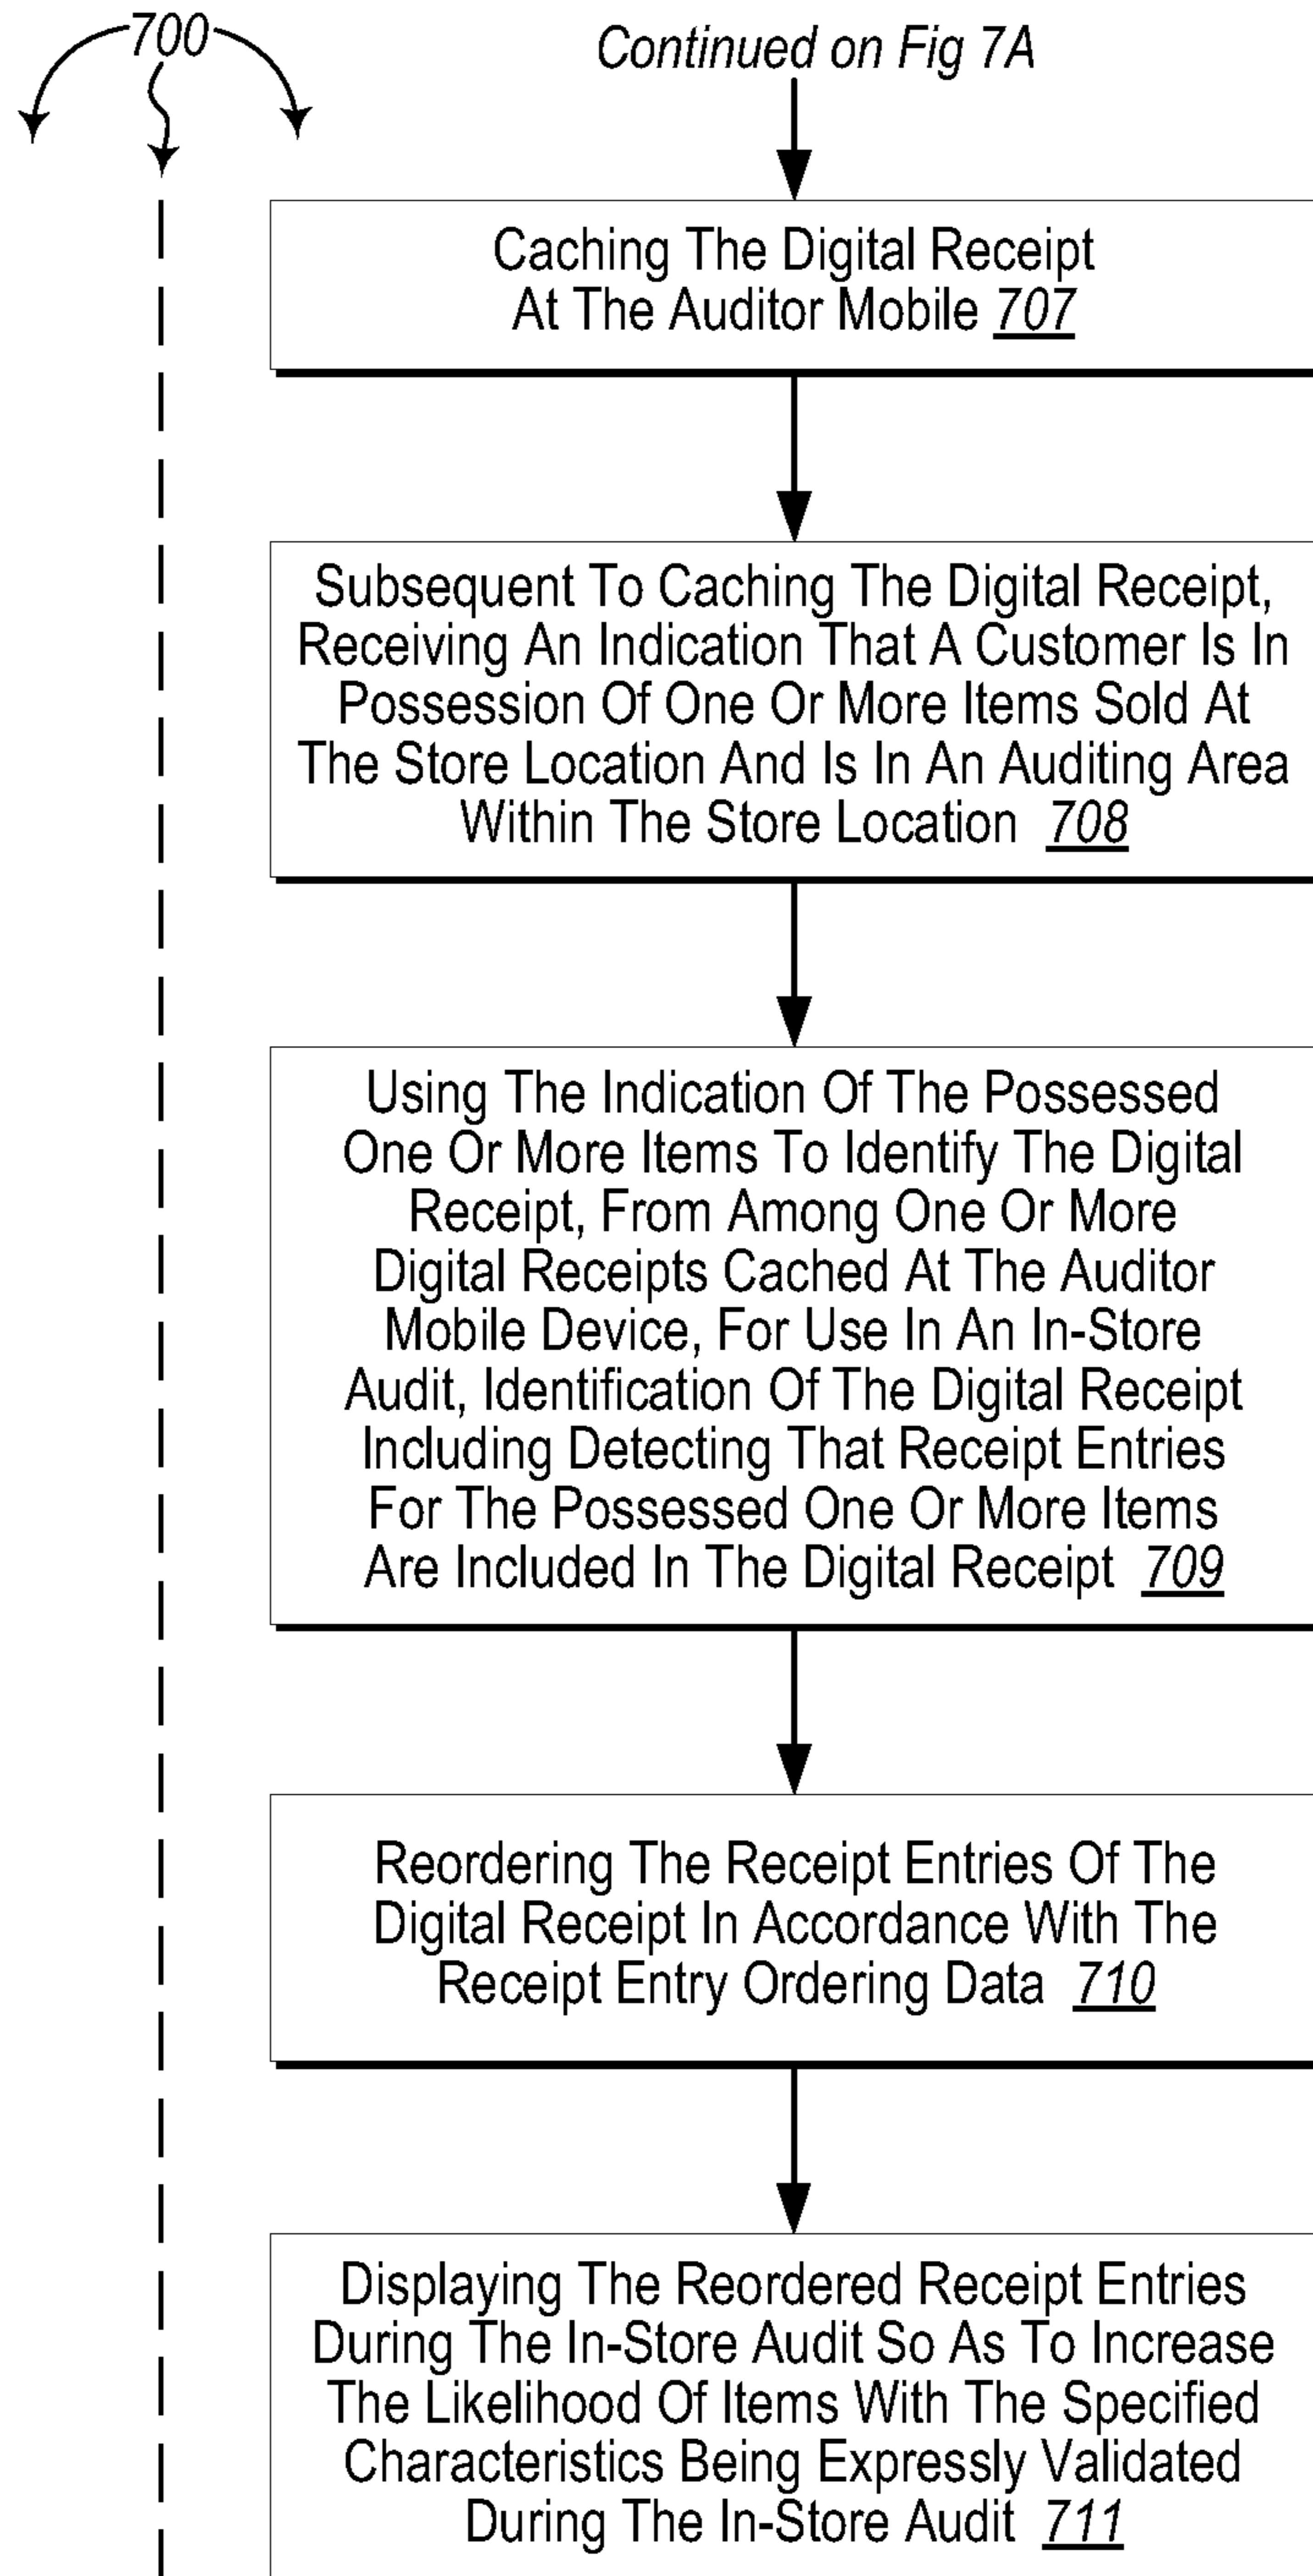 700
Continued on Fig 7A
Caching The Digital Receipt
At The Auditor Mobile 707
Subsequent To Caching The Digital Receipt,
Receiving An Indication That A Customer Is In
Possession Of One Or More Items Sold At
The Store Location And Is In An Auditing Area
Within The Store Location 708
Using The Indication Of The Possessed
One Or More Items To Identify The Digital
Receipt, From Among One Or More
Digital Receipts Cached At The Auditor
Mobile Device, For Use In An In-Store
Audit, Identification Of The Digital Receipt
Including Detecting That Receipt Entries
For The Possessed One Or More Items
Are Included In The Digital Receipt 709
Reordering The Receipt Entries Of The
Digital Receipt In Accordance With The
Receipt Entry Ordering Data 710
Displaying The Reordered Receipt Entries
During The In-Store Audit So As To Increase
The Likelihood Of Items With The Specified
Characteristics Being Expressly Validated
During The In-Store Audit 711